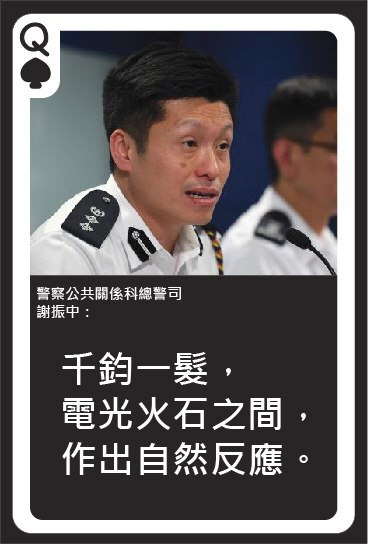 Q
警察公共關係科總警司
謝振中：
千鈞一髮，
電光火石之間，
作出自然反應。